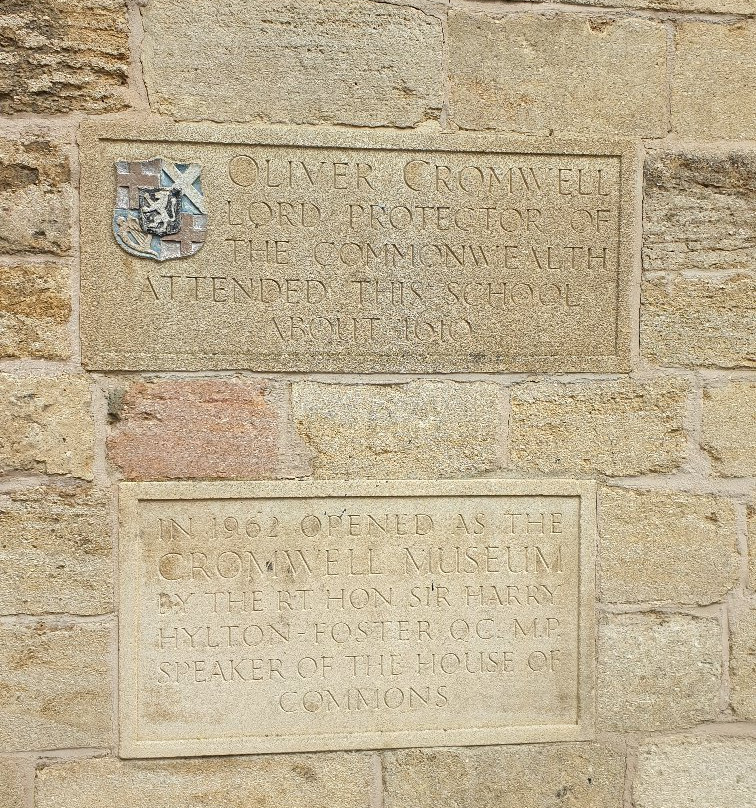 OLIVER CROMWELL
LORD PROTECTOR OF
THE COMMONWEALTH
ATTENDED THIS SCHOOL
ABOUT 1610
IN 1962 OPENED AS THE
CROMWELL MUSEUM
BY THE RT. HON. SIR HARRY
HYLTON-FOSTER Q.C. M.P.
SPEAKER OF THE HOUSE OF
COMMONS